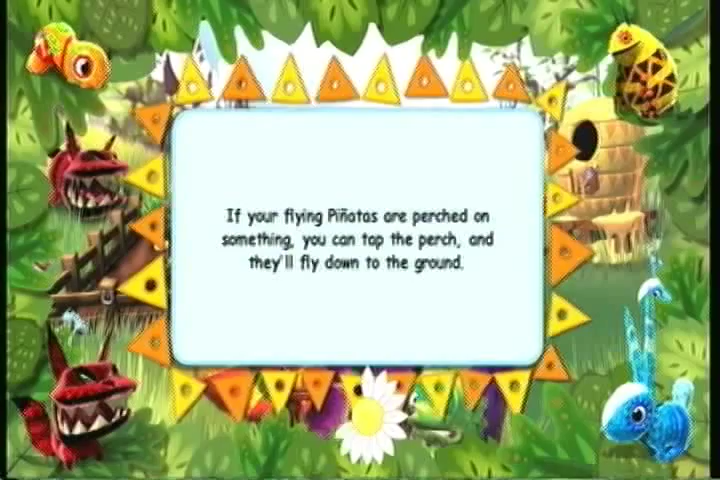 If your flying Piñatas are perched on
something, you can tap the perch, and
they'll fly down to the ground.